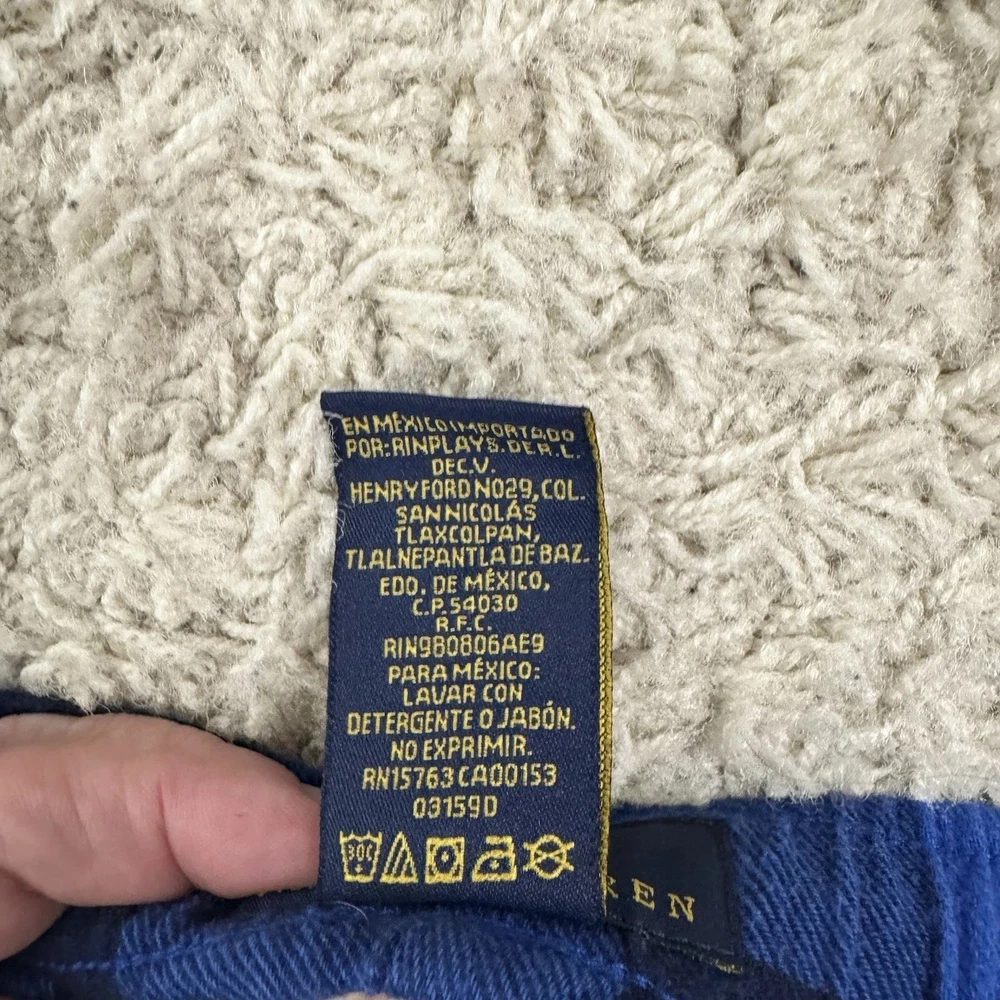 EN MÉXICO IMPORTADO
POR: RINPLAY S. DE R.L.
DE C.V.
HENRY FORD NO29, COL.
SAN NICOLÁS
TLAXCOLPAN,
TLALNEPANTLA DE BAZ.
EDO. DE MÉXICO,
C.P. 54030
R.F.C.
RIN980806AE9
PARA MÉXICO:
LAVAR CON
DETERGENTE O JABÓN.
NO EXPRIMIR.
RN15763 CA00153
03159D
30C
REN